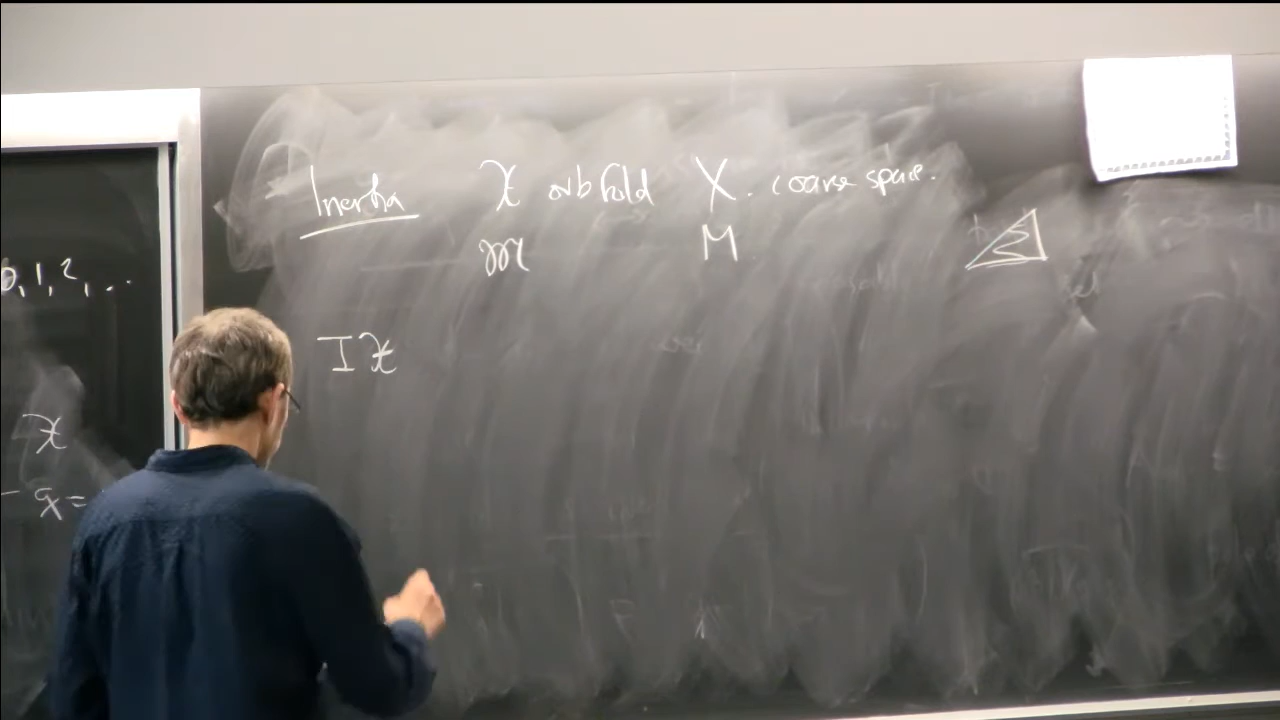 Inertia 𝔛 orbifold X. coarse space.
𝔐 M
I𝔛
0, 1, 2, ...
𝔛